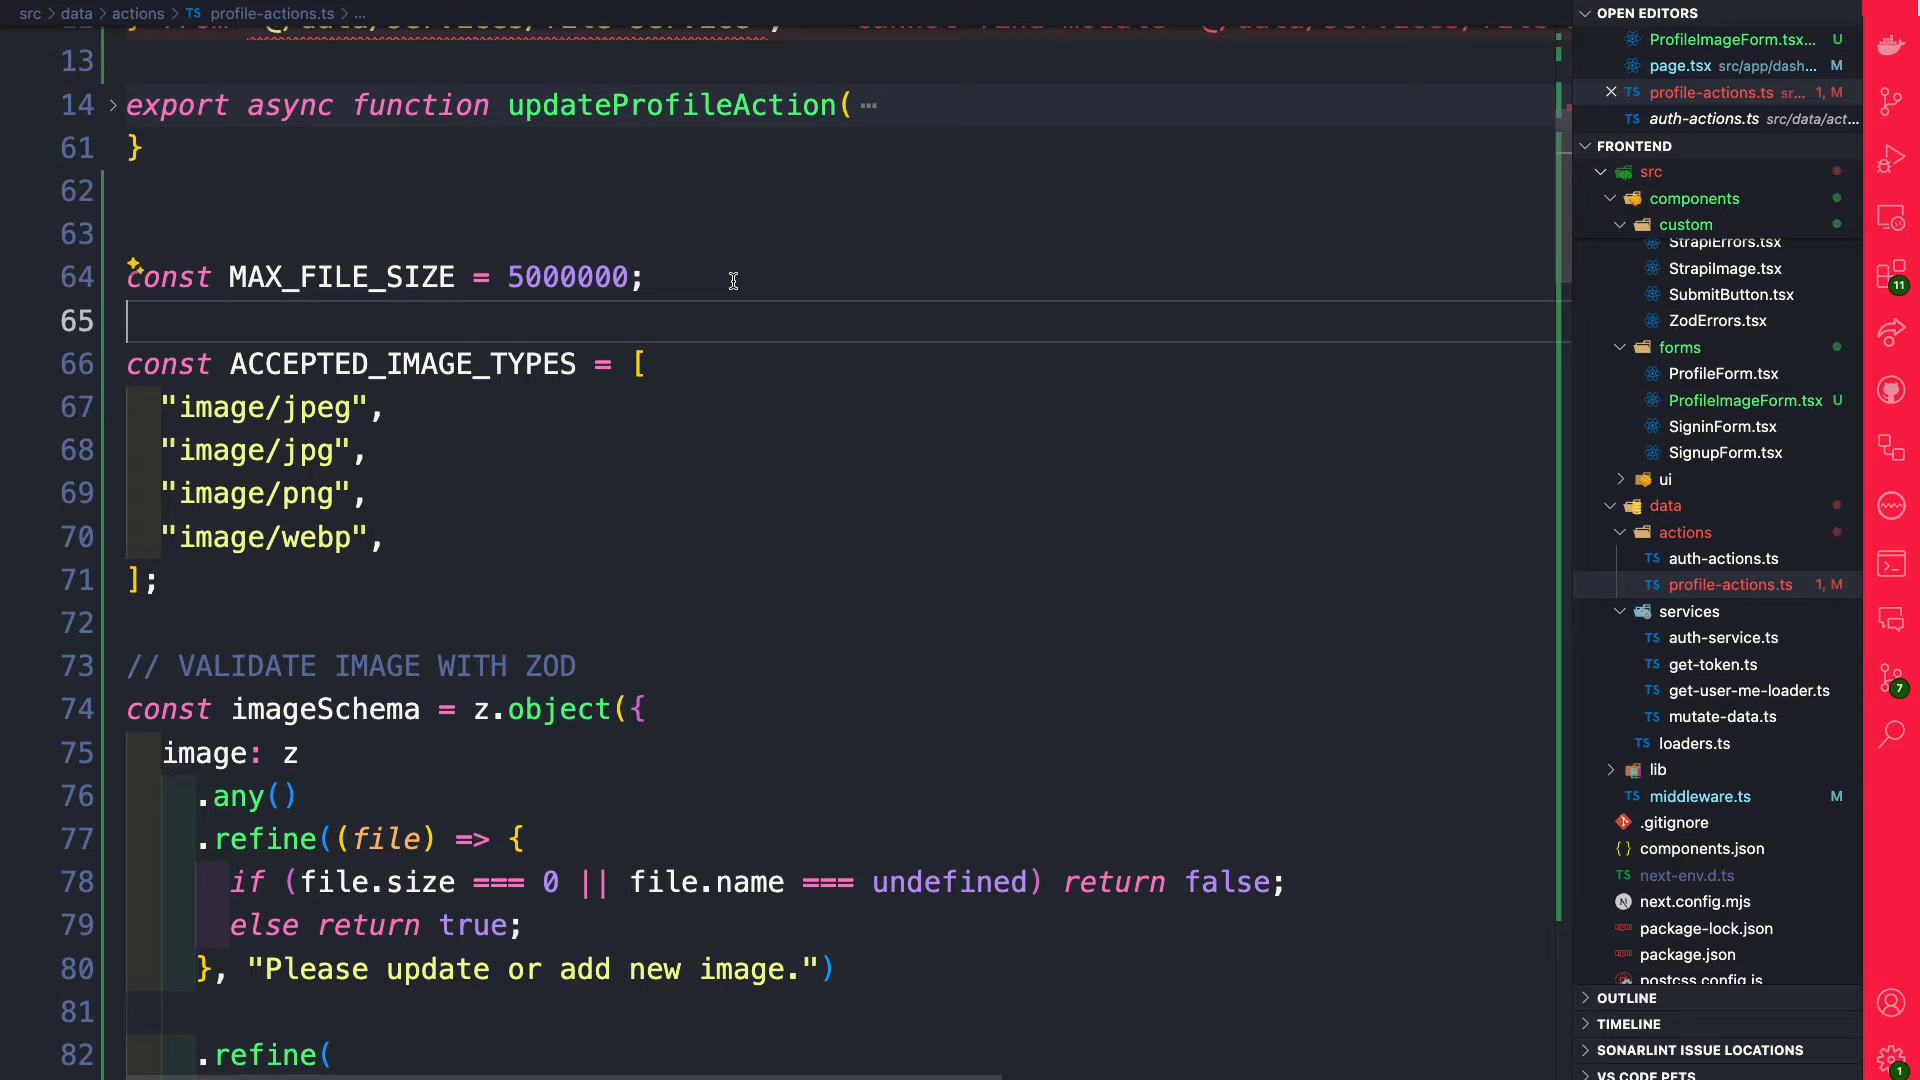 src > data > actions > TS profile-actions.ts > ...
13
14 > export async function updateProfileAction( ⋯
61 }
62
63
64 const MAX_FILE_SIZE = 5000000;
65
66 const ACCEPTED_IMAGE_TYPES = [
67 "image/jpeg",
68 "image/jpg",
69 "image/png",
70 "image/webp",
71 ];
72
73 // VALIDATE IMAGE WITH ZOD
74 const imageSchema = z.object({
75 image: z
76 .any()
77 .refine((file) => {
78 if (file.size === 0 || file.name === undefined) return false;
79 else return true;
80 }, "Please update or add new image.")
81
82 .refine(
OPEN EDITORS
ProfileImageForm.tsx... U
page.tsx src/app/dash... M
TS profile-actions.ts sr... 1, M
TS auth-actions.ts src/data/act...
FRONTEND
src
components
custom
StrapiErrors.tsx
StrapiImage.tsx
SubmitButton.tsx
ZodErrors.tsx
forms
ProfileForm.tsx
ProfileImageForm.tsx U
SigninForm.tsx
SignupForm.tsx
ui
data
actions
TS auth-actions.ts
TS profile-actions.ts 1, M
services
TS auth-service.ts
TS get-token.ts
TS get-user-me-loader.ts
TS mutate-data.ts
TS loaders.ts
lib
TS middleware.ts M
.gitignore
{} components.json
TS next-env.d.ts
N next.config.mjs
package-lock.json
package.json
postcss.config.js
OUTLINE
TIMELINE
SONARLINT ISSUE LOCATIONS
VS CODE PETS
11
7
1